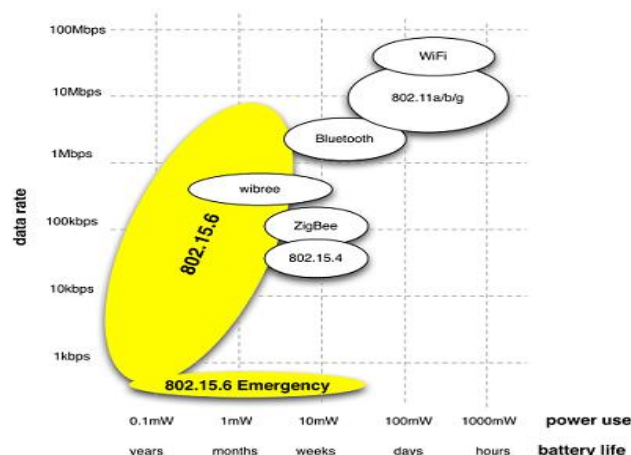 100Mbps
WiFi
10Mbps
802.11a/b/g
Bluetooth
1Mbps
wibree
data rate
100kbps
ZigBee
802.15.6
802.15.4
10kbps
1kbps
802.15.6 Emergency
0.1mW 1mW 10mW 100mW 1000mW power use
years months weeks days hours battery life